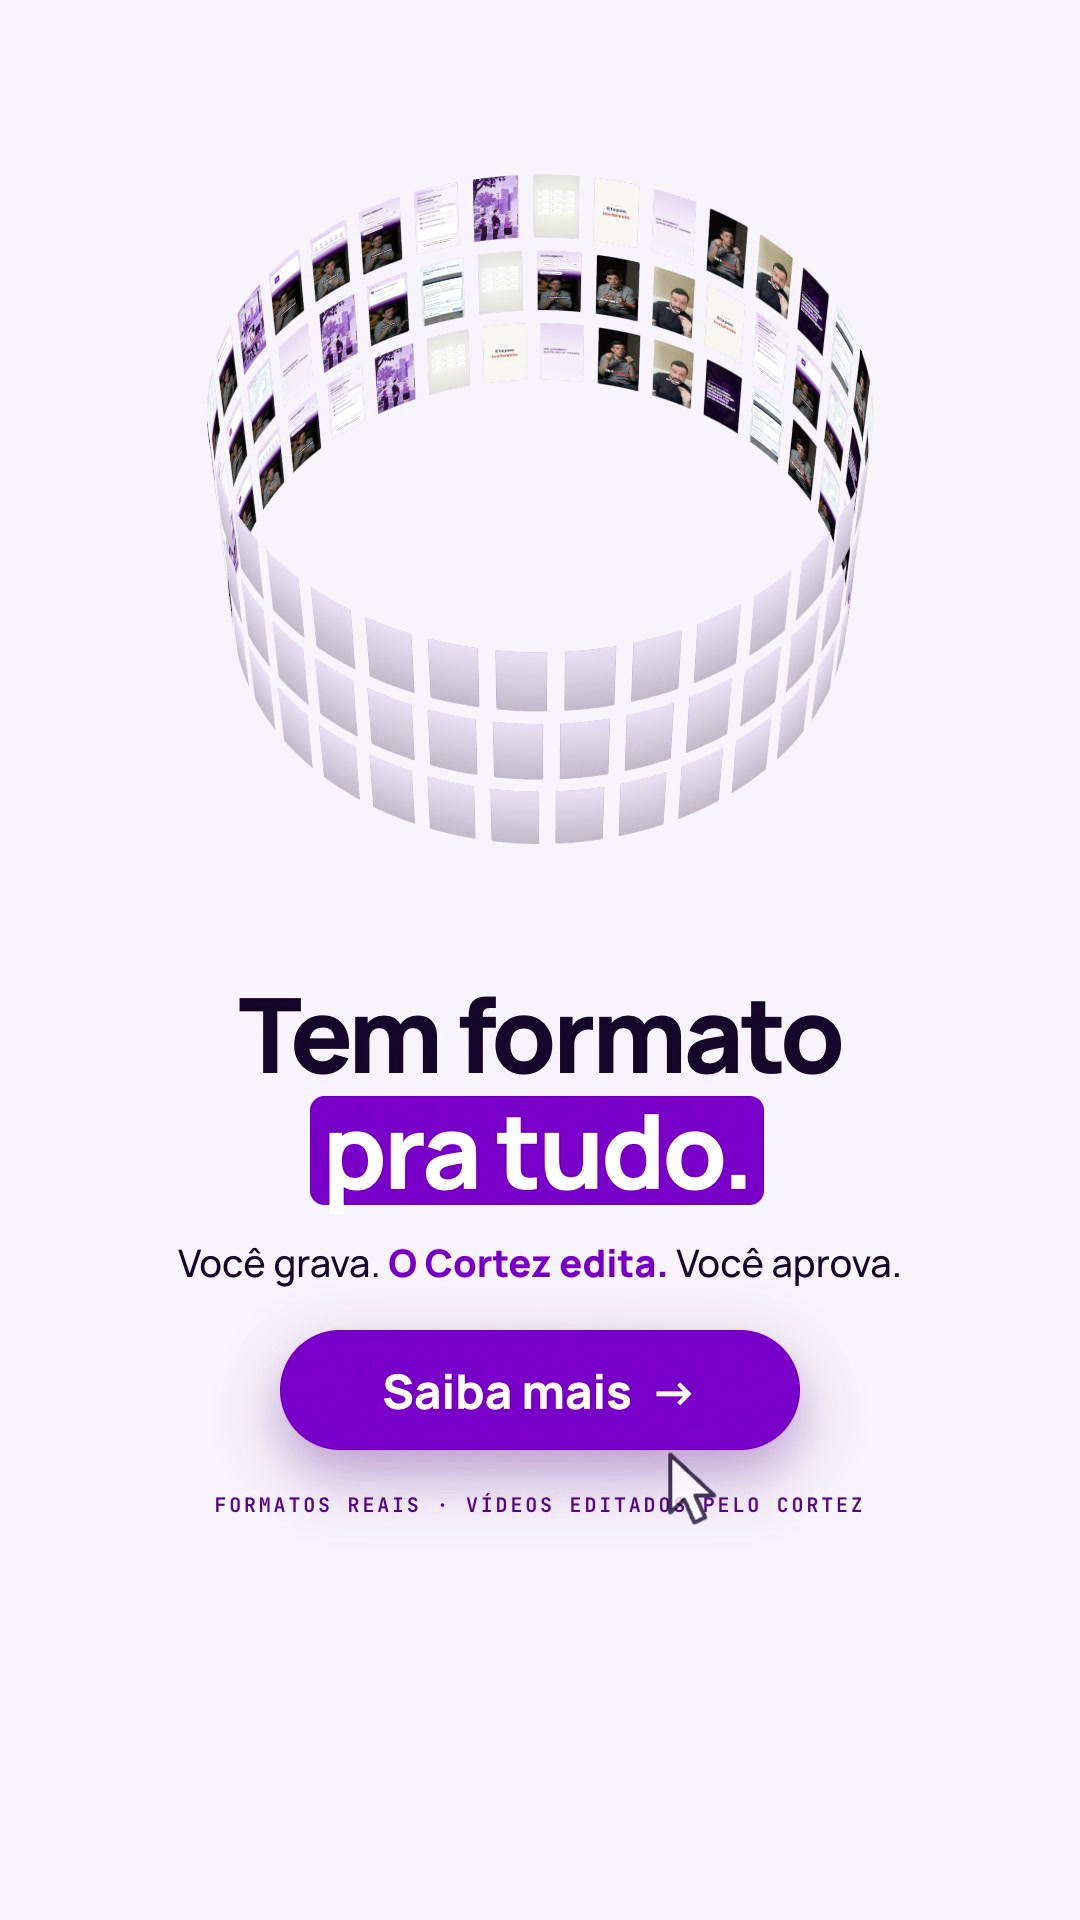 Tem formato
pra tudo.
Você grava. O Cortez edita. Você aprova.
Saiba mais →
FORMATOS REAIS · VÍDEOS EDITADOS PELO CORTEZ